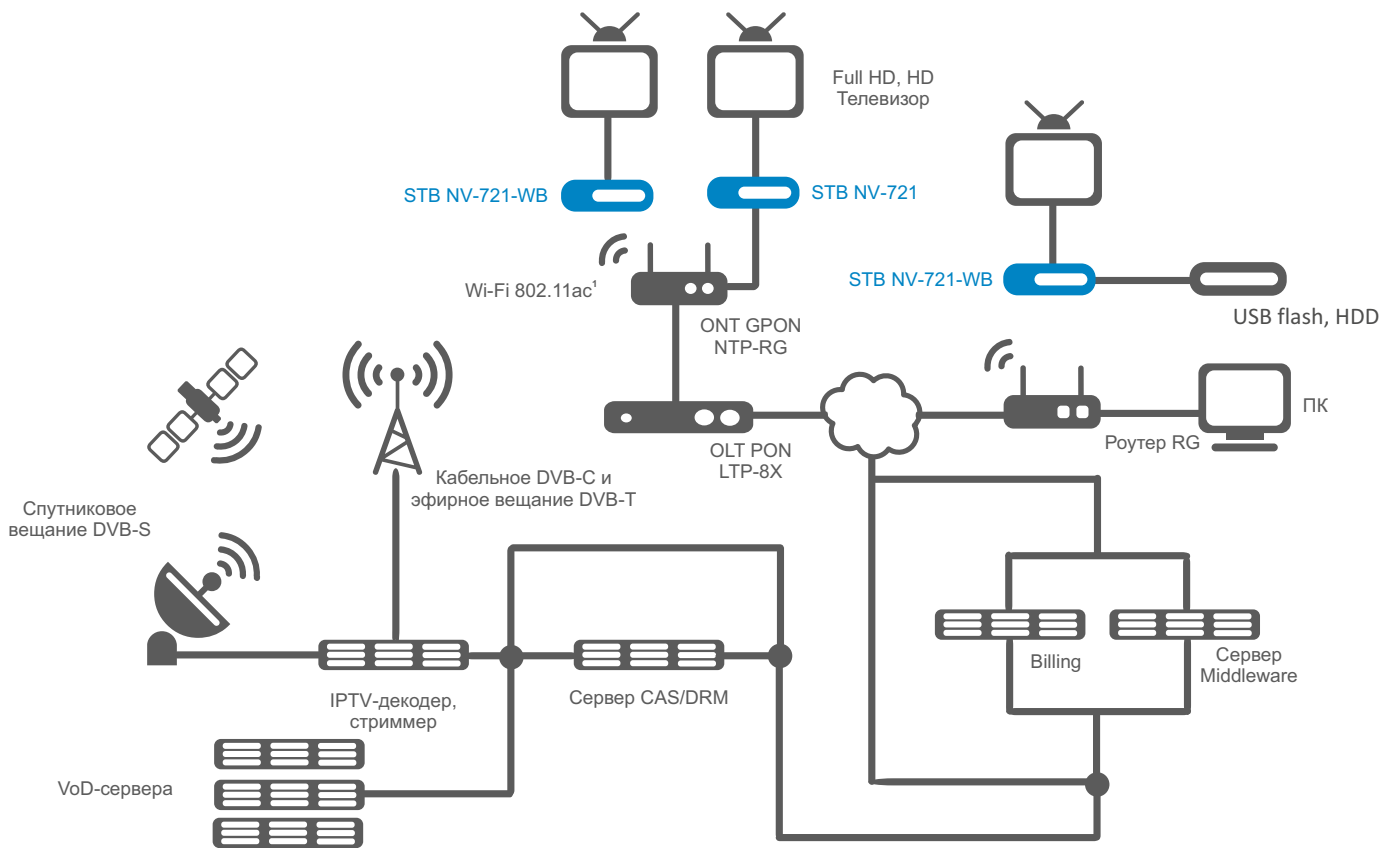 Full HD, HD
Телевизор
STB NV-721-WB
STB NV-721
STB NV-721-WB
Wi-Fi 802.11ac¹
USB flash, HDD
ONT GPON
NTP-RG
ПК
Роутер RG
OLT PON
LTP-8X
Кабельное DVB-C и
эфирное вещание DVB-T
Спутниковое
вещание DVB-S
Billing
Сервер
Middleware
IPTV-декодер,
стриммер
Сервер CAS/DRM
VoD-сервера